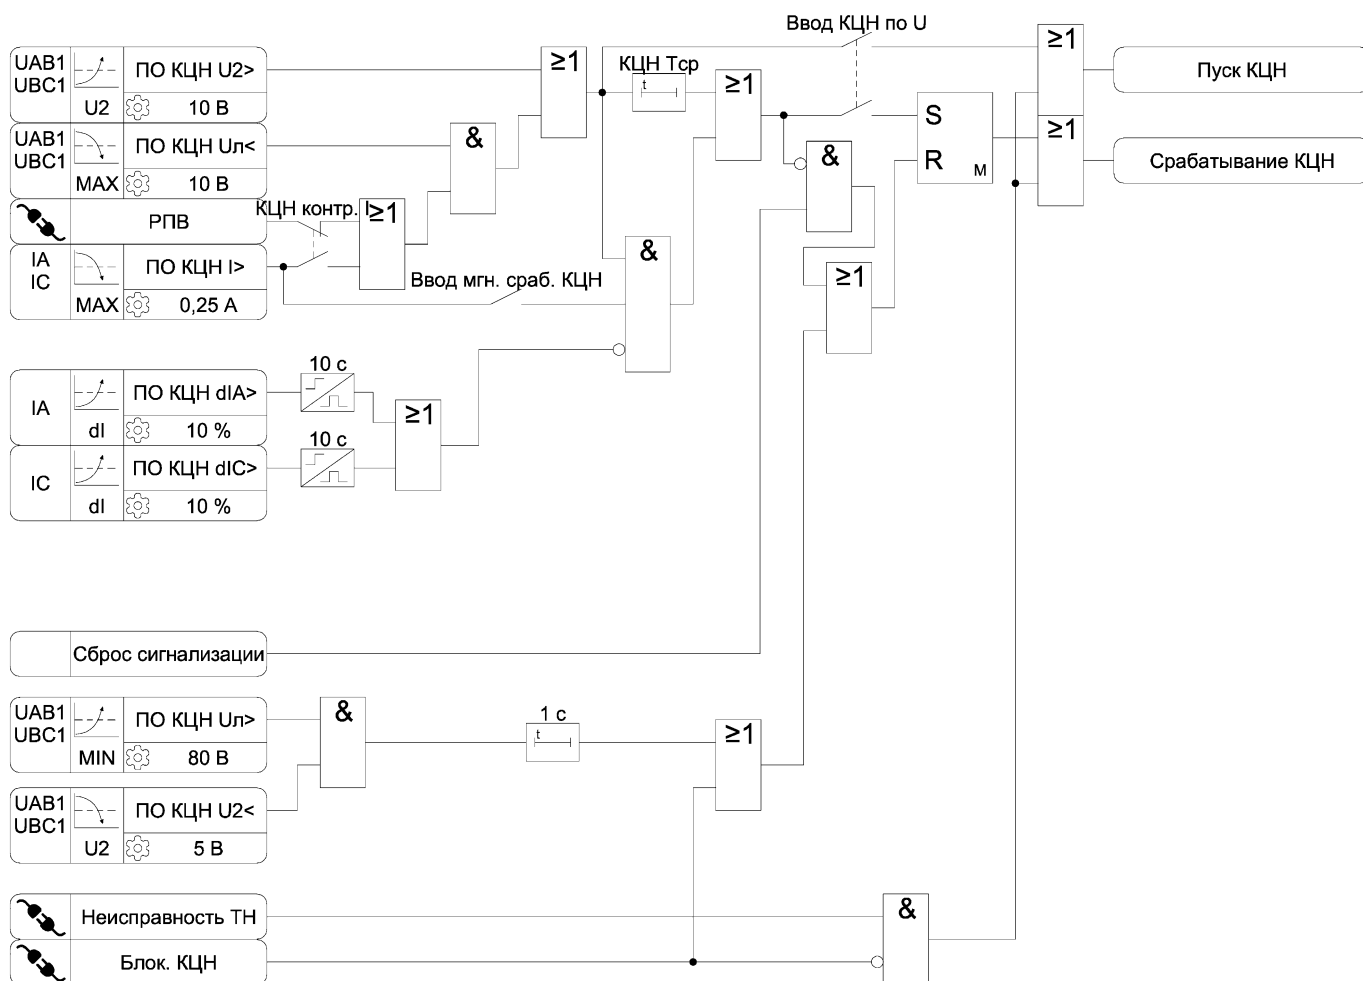 Ввод КЦН по U
UAB1
UBC1
ПО КЦН U2>
U2
10 В
≥1
КЦН Тср
t
≥1
≥1
Пуск КЦН
UAB1
UBC1
ПО КЦН Uл<
MAX
10 В
&
&
S
R
M
≥1
Срабатывание КЦН
РПВ
КЦН контр. I
≥1
IA
IC
ПО КЦН I>
MAX
0,25 А
Ввод мгн. сраб. КЦН
&
≥1
IA
ПО КЦН dIA>
dI
10 %
10 с
≥1
IC
ПО КЦН dIC>
dI
10 %
10 с
Сброс сигнализации
UAB1
UBC1
ПО КЦН Uл>
MIN
80 В
&
1 с
t
≥1
UAB1
UBC1
ПО КЦН U2<
U2
5 В
Неисправность ТН
&
Блок. КЦН